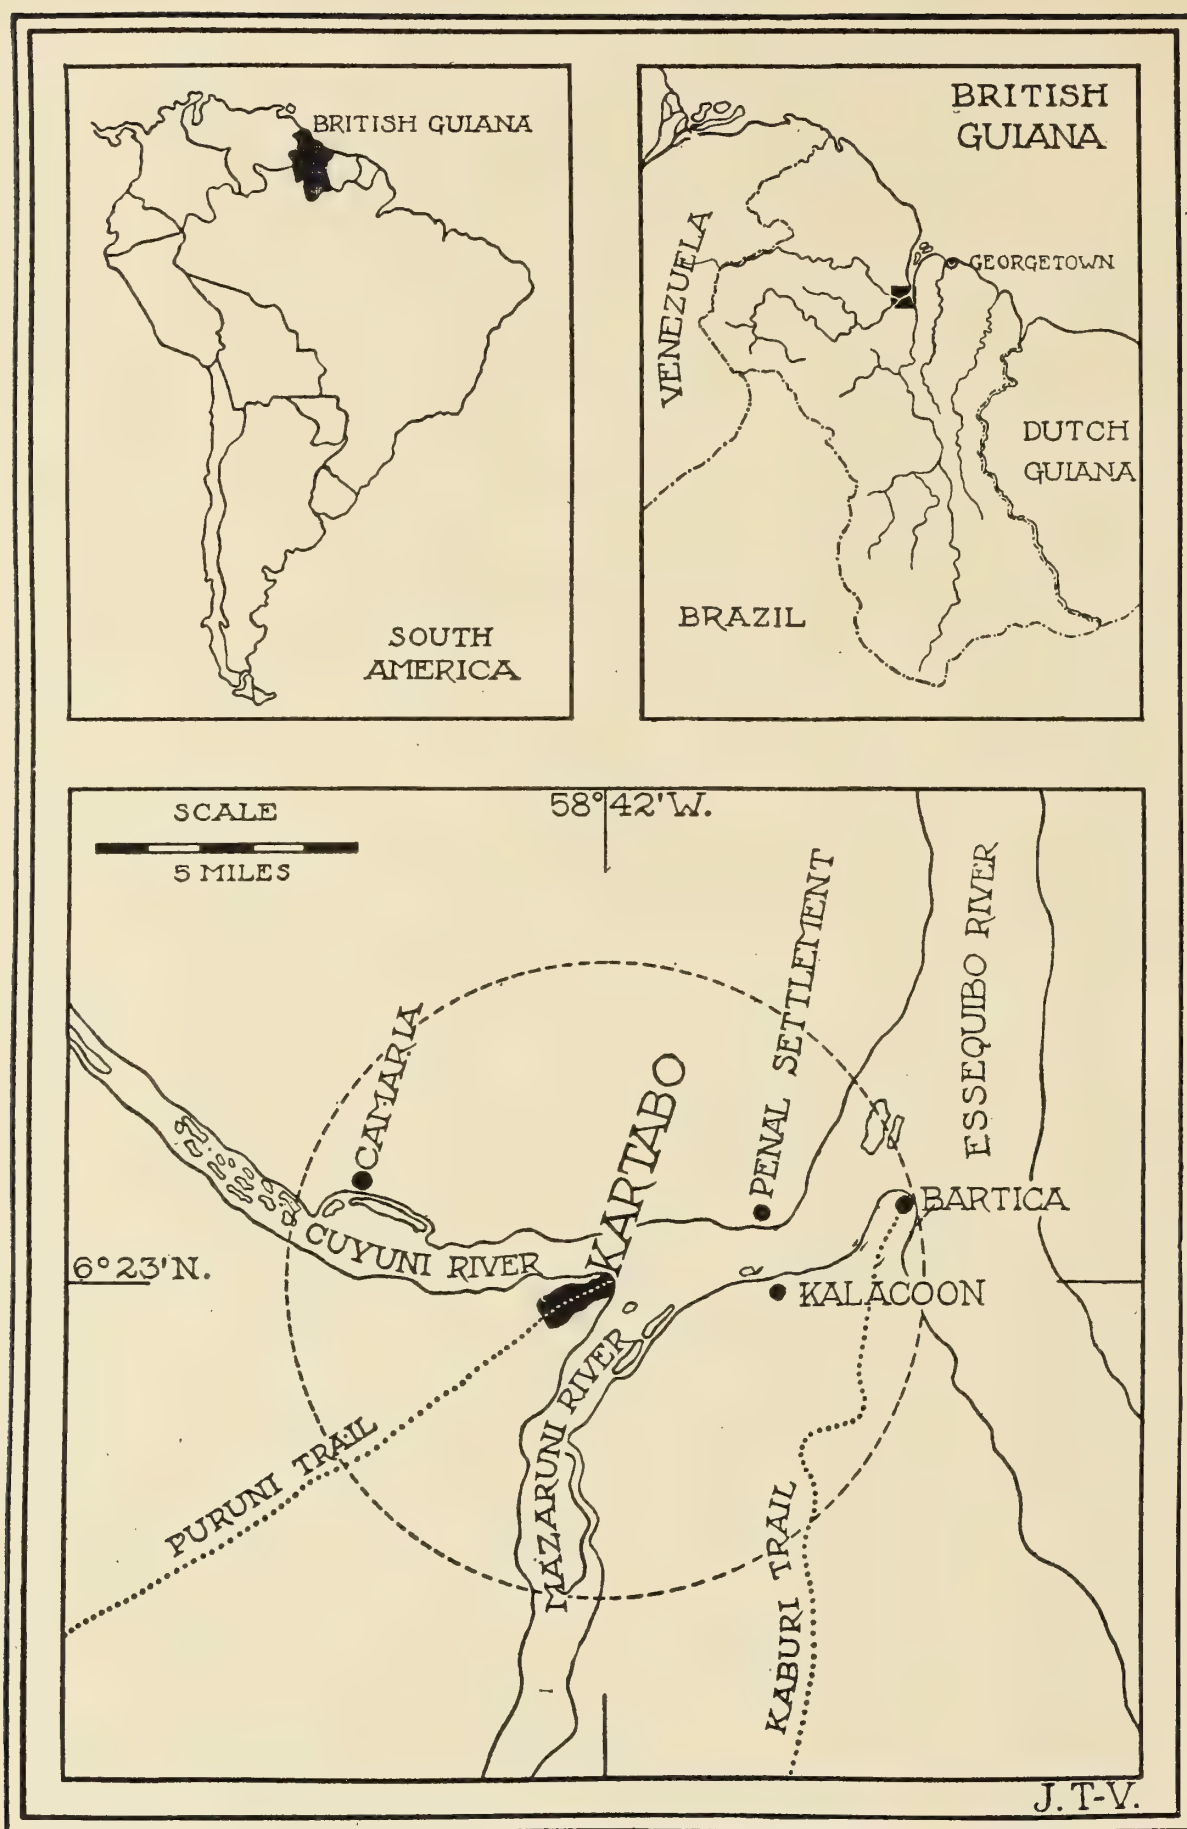 BRITISH GUIANA
SOUTH
AMERICA
BRITISH
GUIANA
VENEZUELA
GEORGETOWN
DUTCH
GUIANA
BRAZIL
SCALE
5 MILES
58°42'W.
ESSEQUIBO RIVER
PENAL SETTLEMENT
CAMARIA
KARTABO
BARTICA
CUYUNI RIVER
6°23'N.
KALACOON
MAZARUNI RIVER
PURUNI TRAIL
KABURI TRAIL
J. T-V.